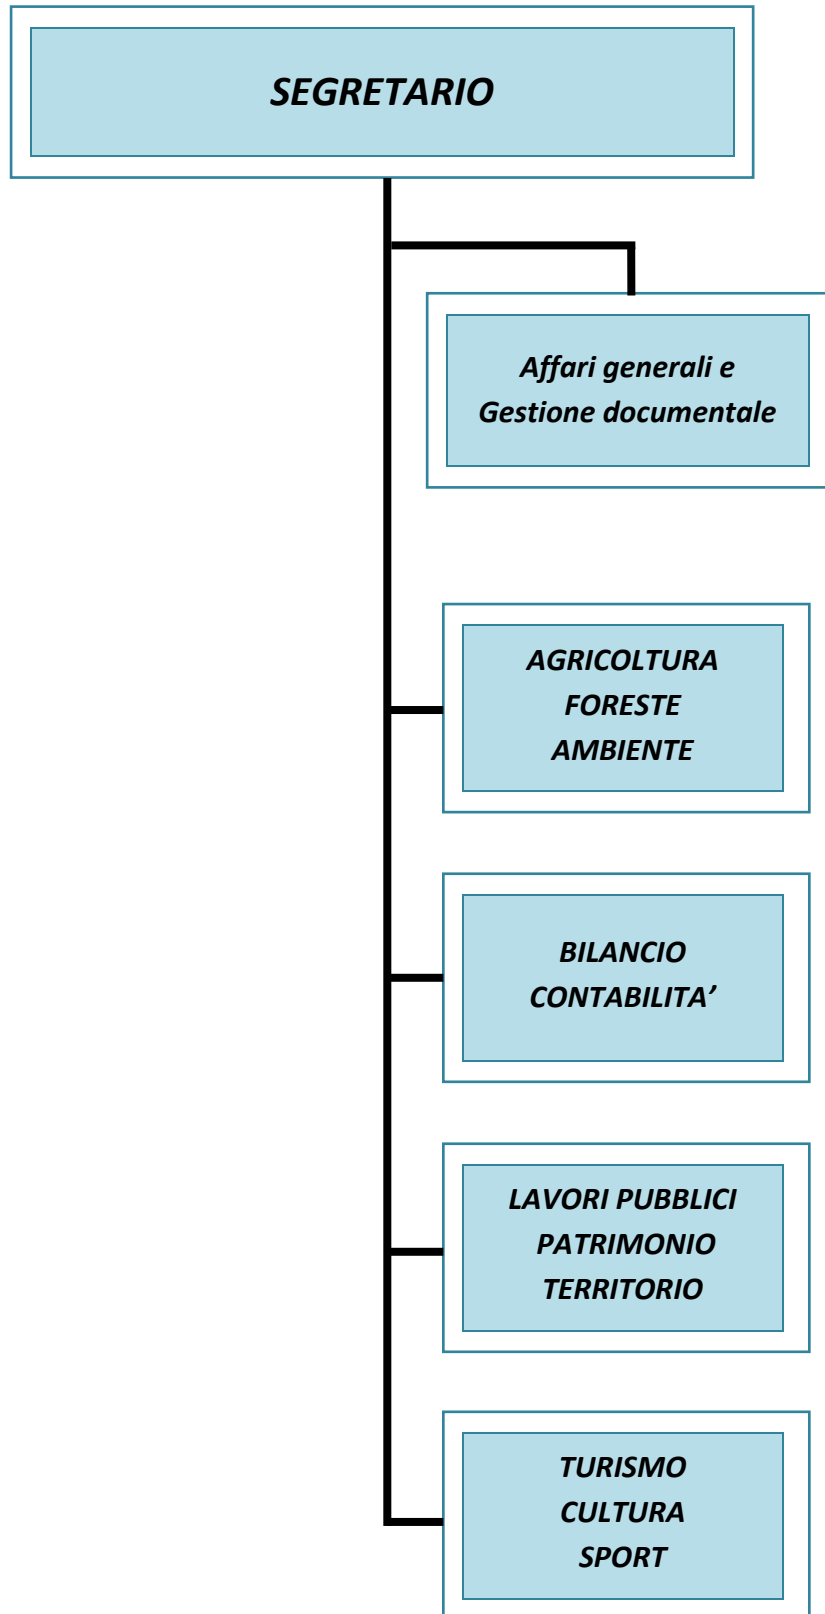 SEGRETARIO
Affari generali e
Gestione documentale
AGRICOLTURA
FORESTE
AMBIENTE
BILANCIO
CONTABILITA’
LAVORI PUBBLICI
PATRIMONIO
TERRITORIO
TURISMO
CULTURA
SPORT